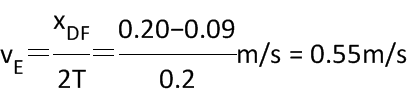 v_E = x_DF / 2T = 0.20−0.09 / 0.2 m/s = 0.55m/s